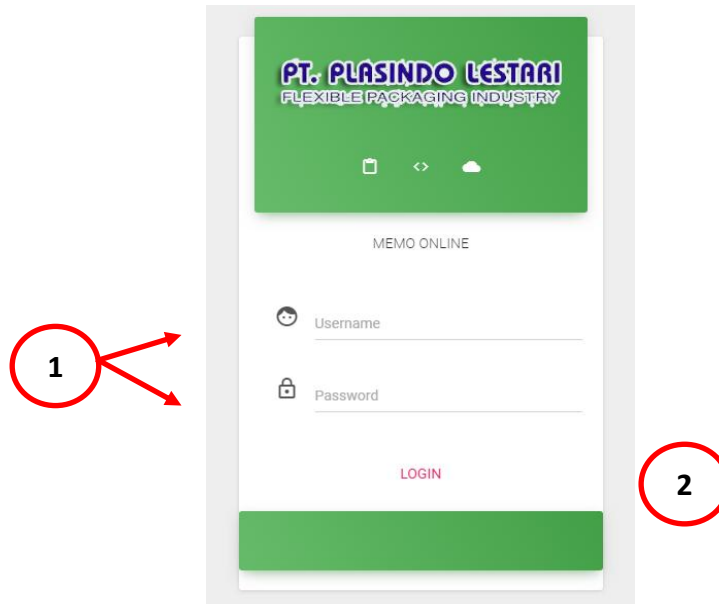 PT. PLASINDO LESTARI
FLEXIBLE PACKAGING INDUSTRY
<>
MEMO ONLINE
Username
1
Password
LOGIN
2